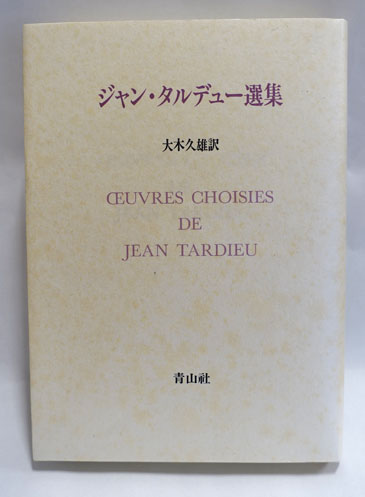 ジャン・タルデュー選集
大木久雄訳
ŒUVRES CHOISIES
DE
JEAN TARDIEU
青山社